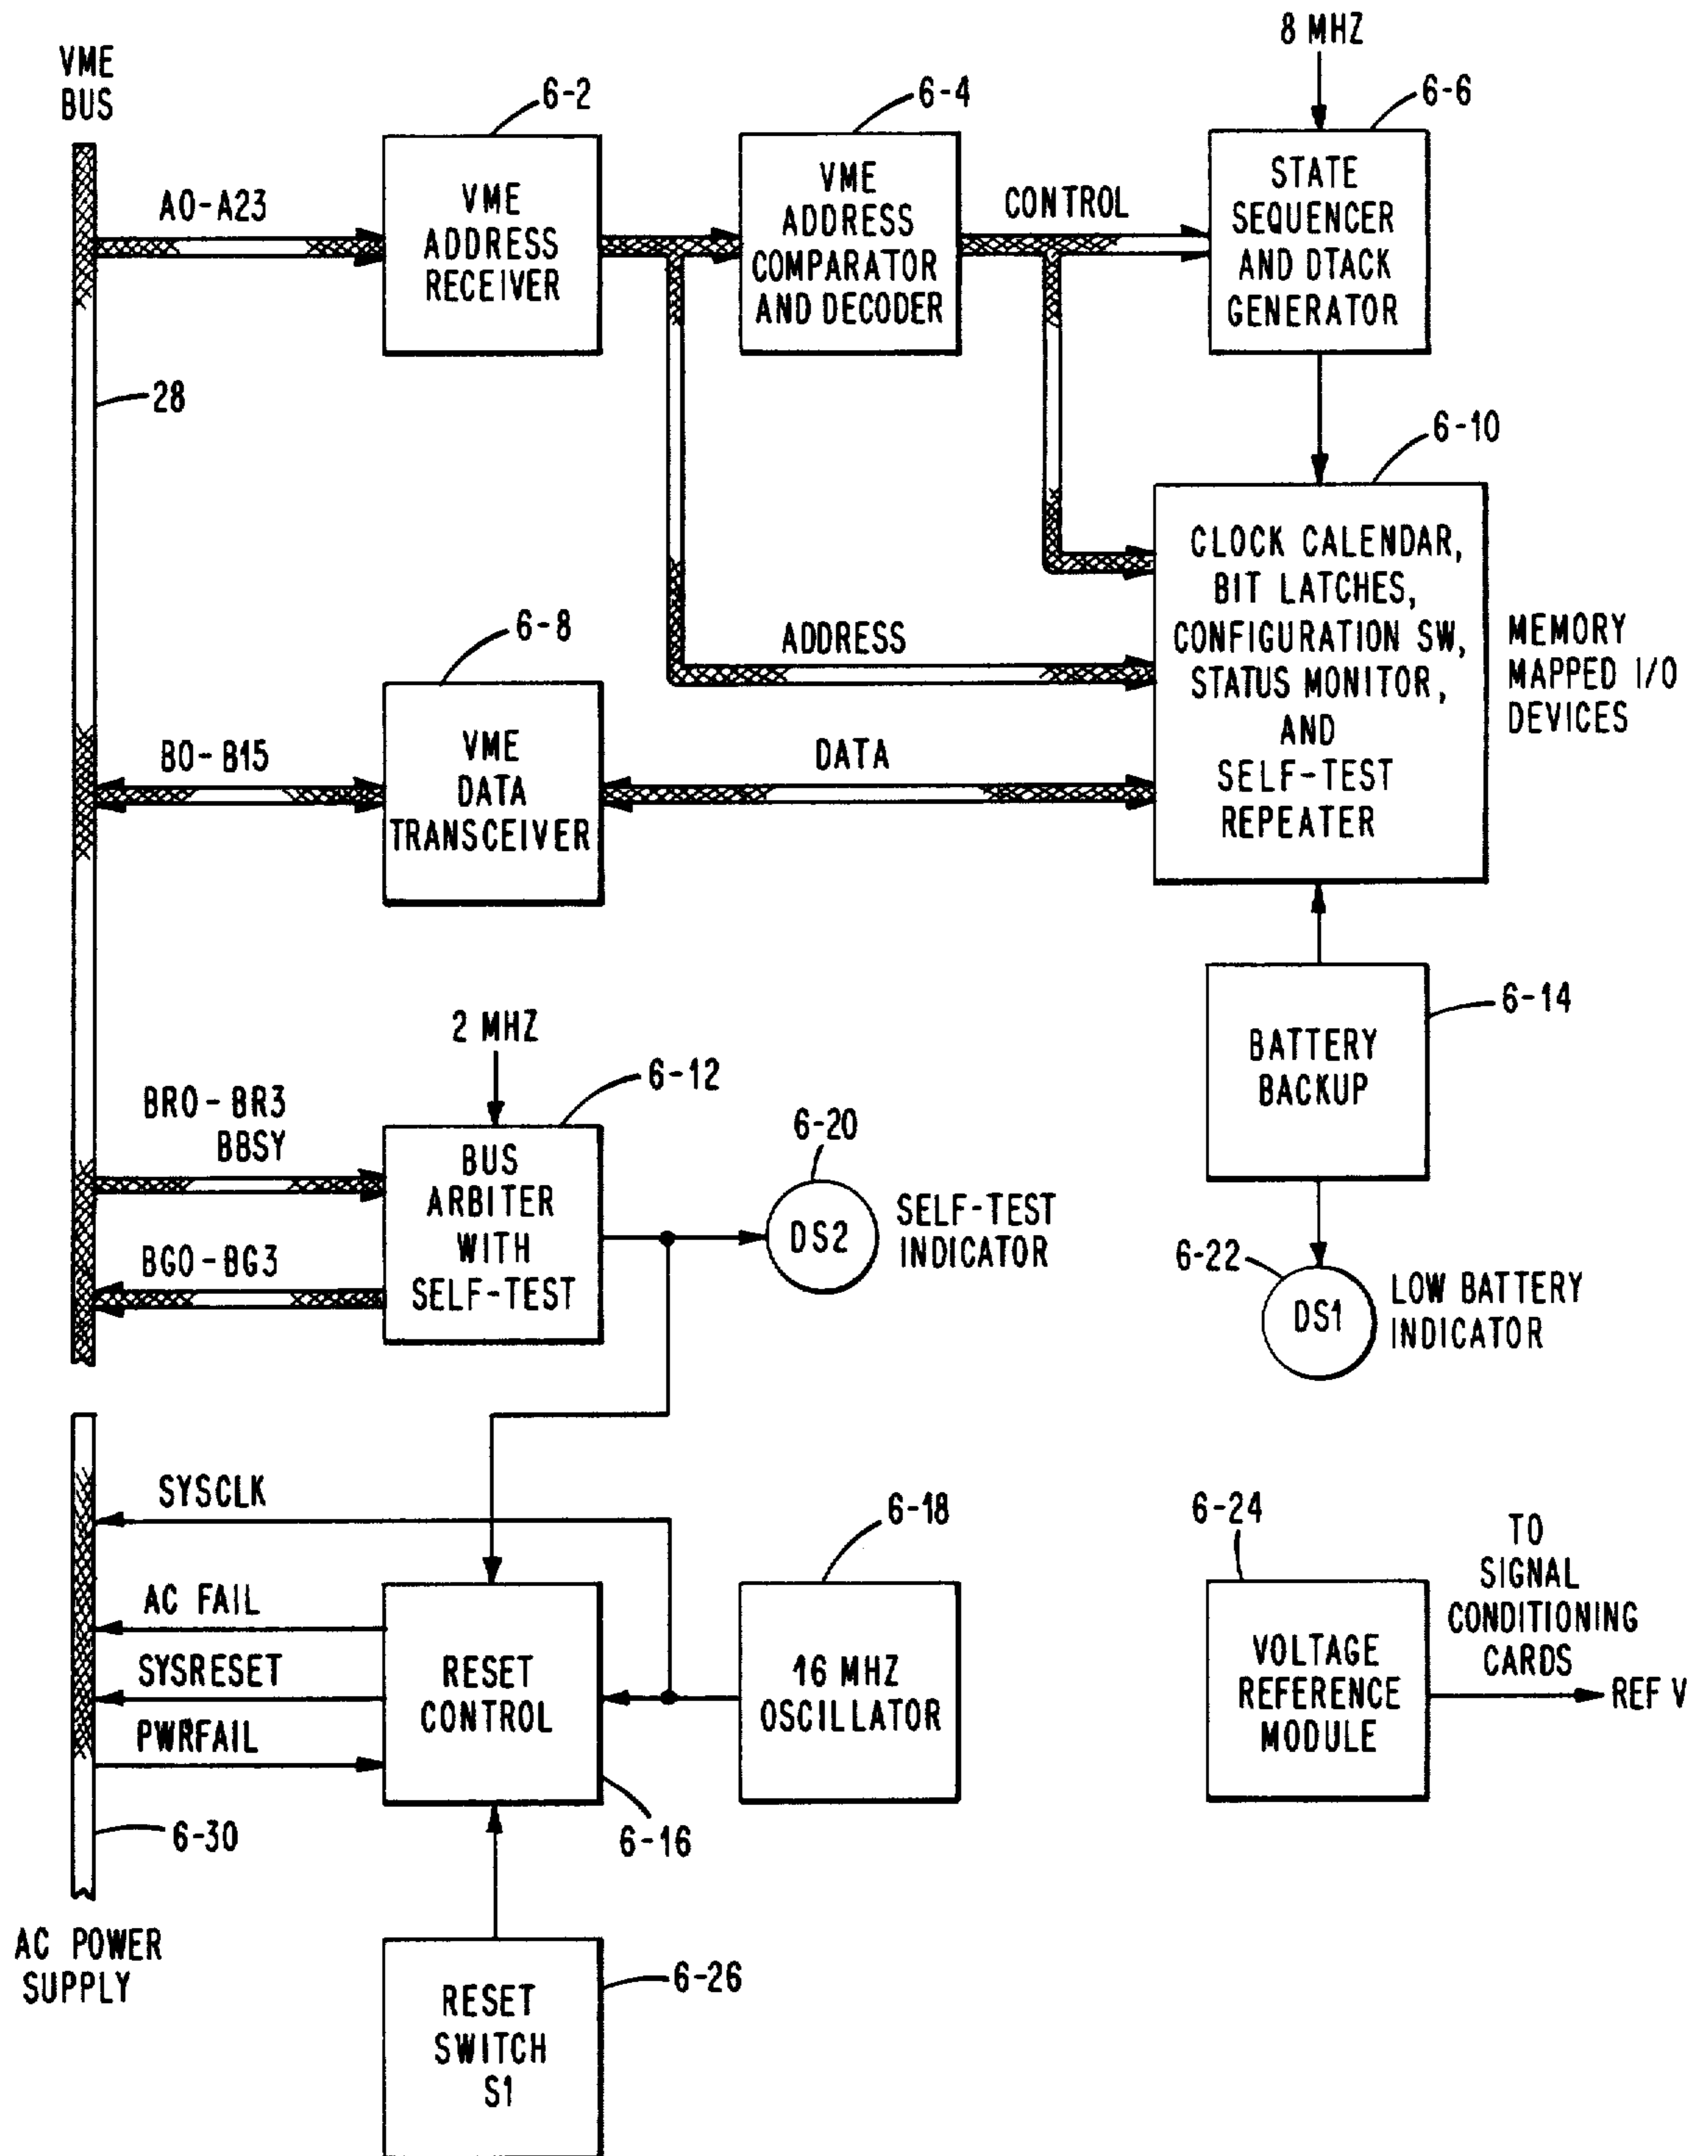 8 MHZ
VME
BUS
6-2
6-4
6-6
A0-A23
VME
ADDRESS
RECEIVER
VME
ADDRESS
COMPARATOR
AND DECODER
CONTROL
STATE
SEQUENCER
AND DTACK
GENERATOR
28
6-10
CLOCK CALENDAR,
BIT LATCHES,
CONFIGURATION SW,
STATUS MONITOR,
AND
SELF-TEST
REPEATER
MEMORY
MAPPED I/O
DEVICES
6-8
ADDRESS
B0-B15
VME
DATA
TRANSCEIVER
DATA
6-14
BATTERY
BACKUP
2 MHZ
6-12
BR0-BR3
BBSY
BUS
ARBITER
WITH
SELF-TEST
6-20
DS2
SELF-TEST
INDICATOR
BG0-BG3
6-22
DS1
LOW BATTERY
INDICATOR
SYSCLK
6-18
6-24
TO
SIGNAL
CONDITIONING
CARDS
AC FAIL
SYSRESET
PWRFAIL
RESET
CONTROL
16 MHZ
OSCILLATOR
VOLTAGE
REFERENCE
MODULE
REF V
6-30
6-16
AC POWER
SUPPLY
6-26
RESET
SWITCH
S1